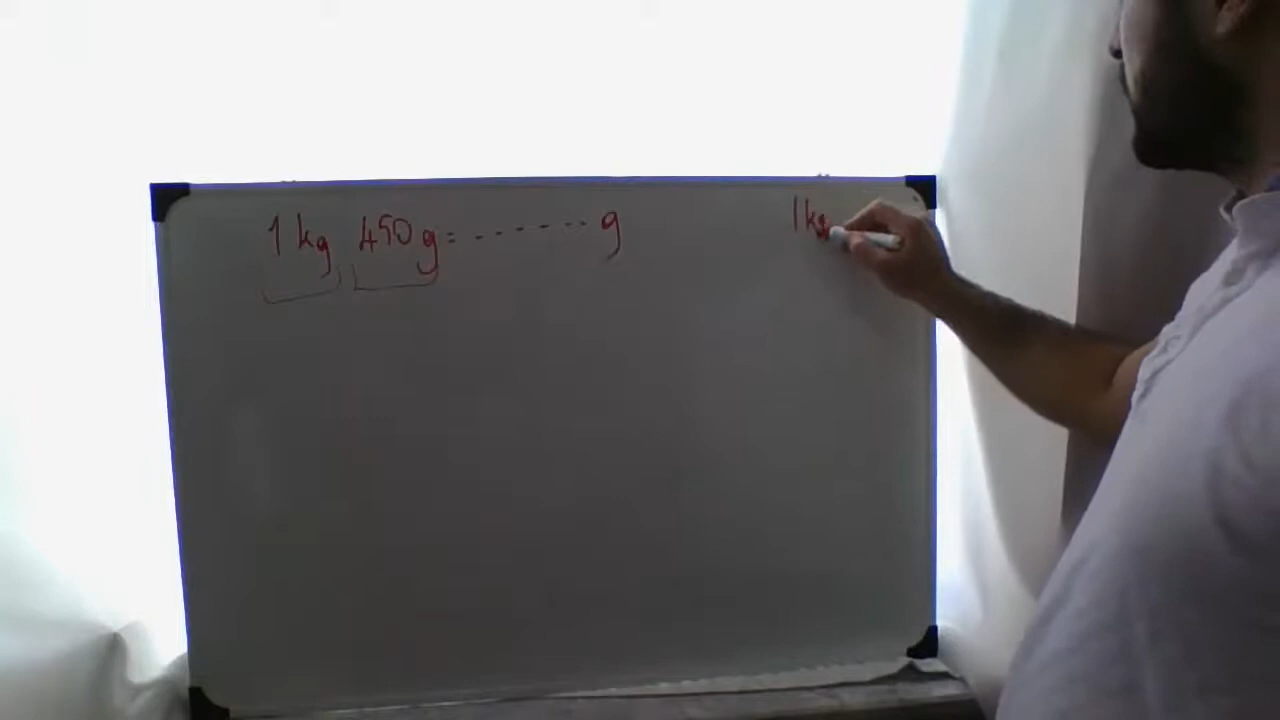 1 kg 450 g = ....... g
1 kg